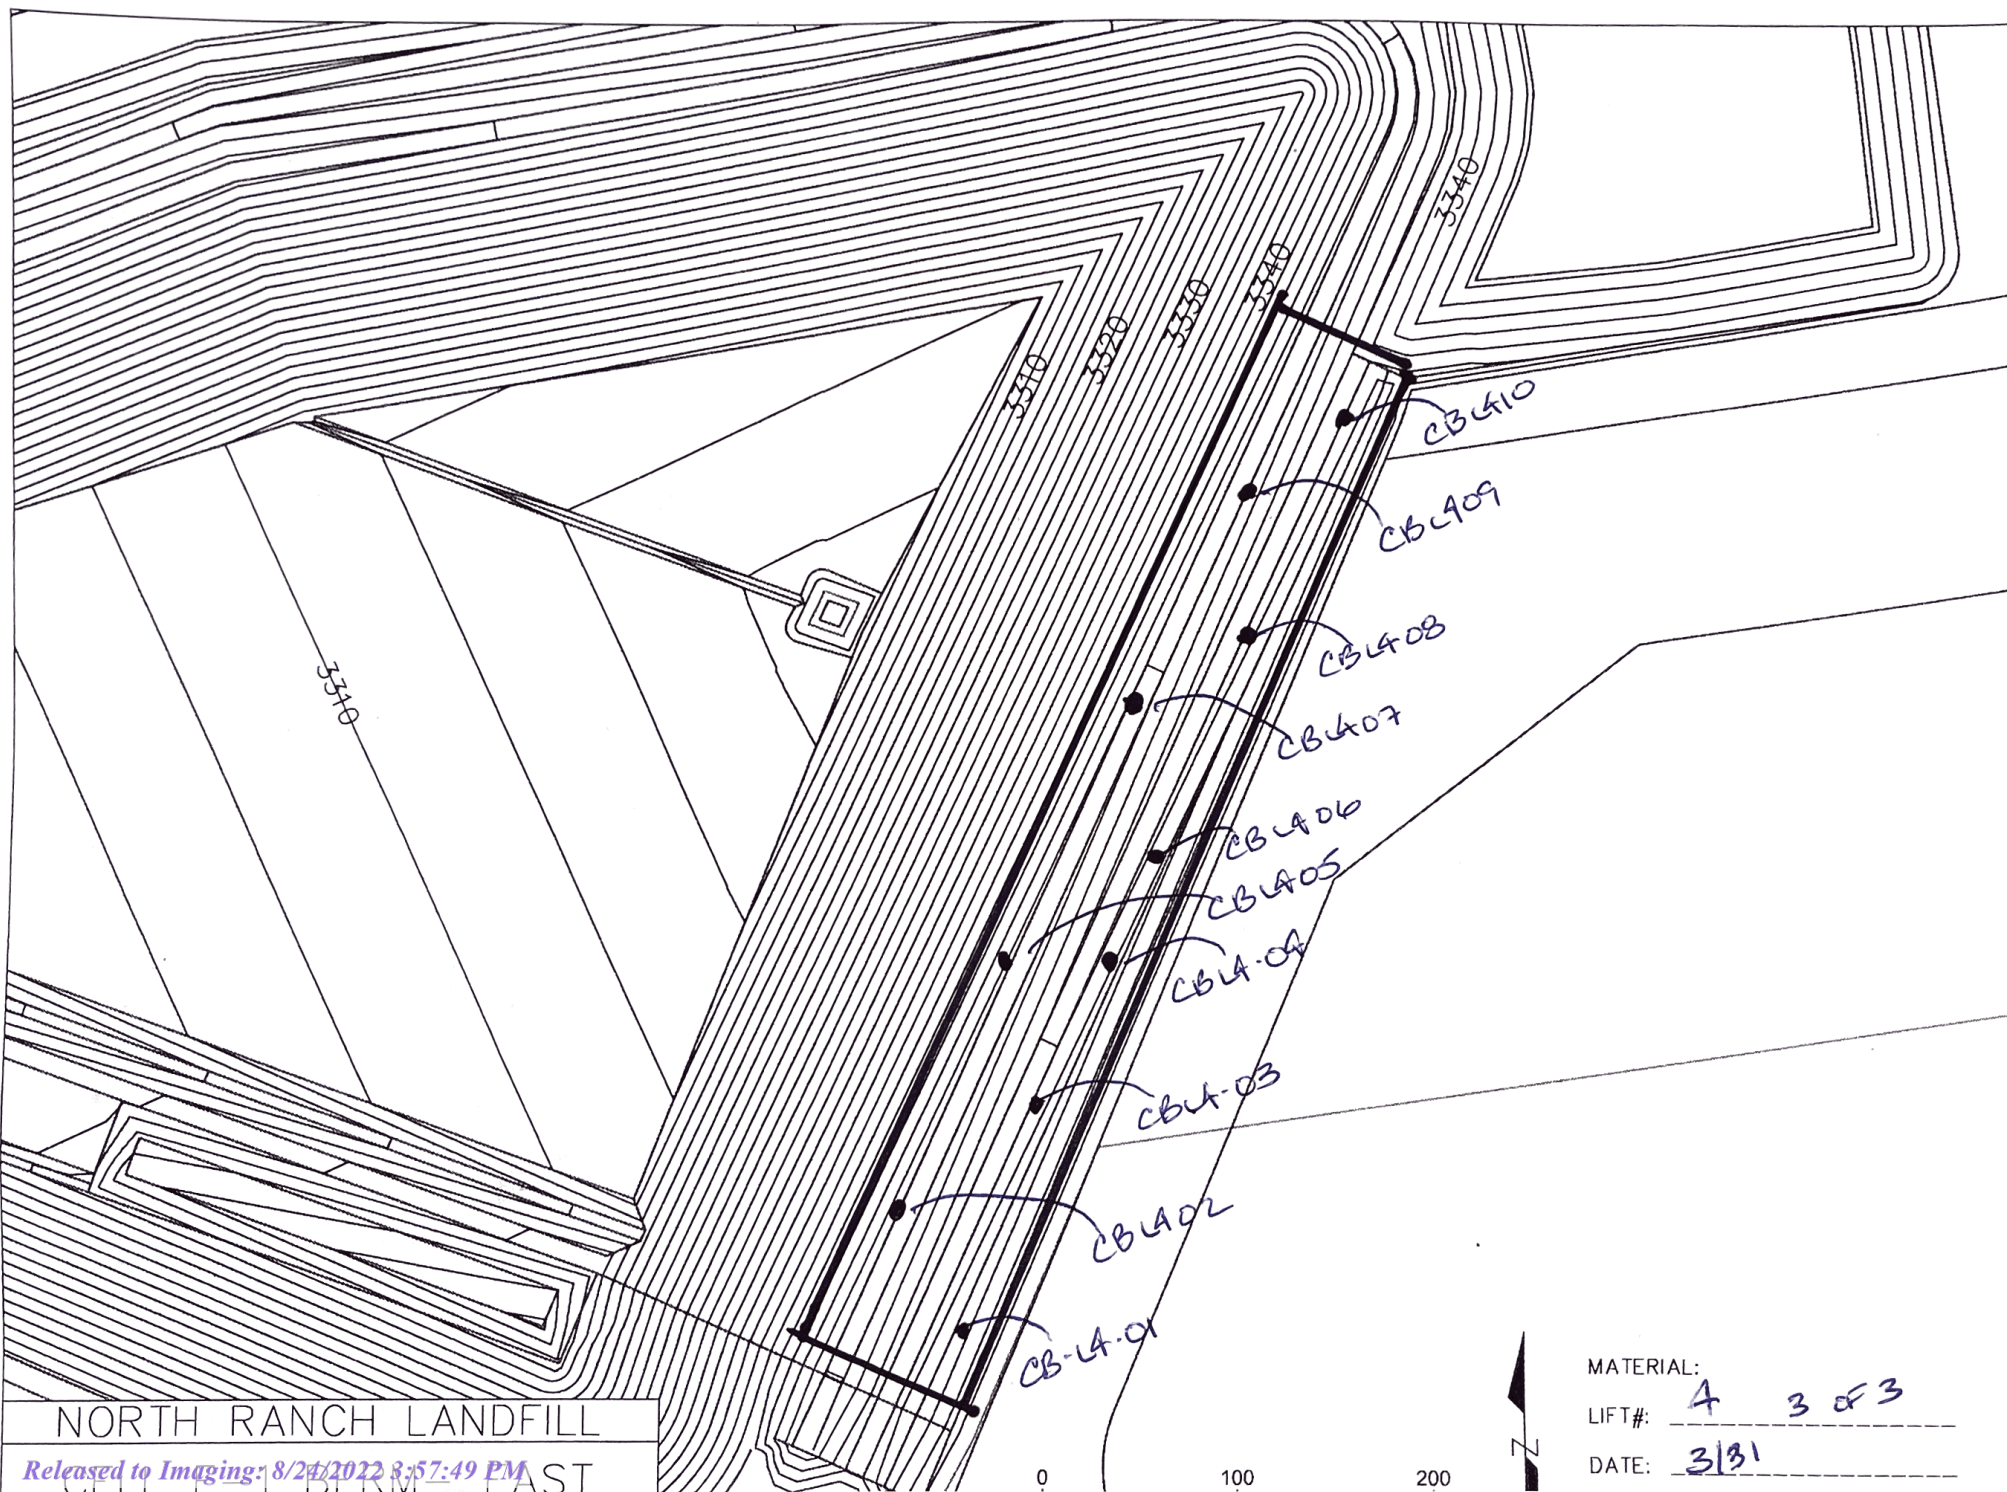 3340
3340
3330
3320
3310
3310
CBL410
CBL409
CBL408
CBL407
CBL406
CBL405
CBL4-04
CBL4-03
CBL402
CB-L4-01
MATERIAL:
LIFT#: 4 3 OF 3
DATE: 3/31
0 100 200
N
NORTH RANCH LANDFILL
Released to Imaging: 8/24/2022 3:57:49 PM
EAST